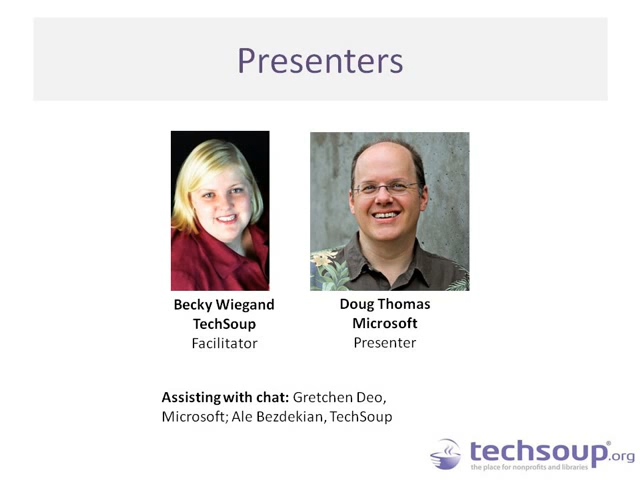 Presenters
Becky Wiegand
TechSoup
Facilitator
Doug Thomas
Microsoft
Presenter
Assisting with chat: Gretchen Deo,
Microsoft; Ale Bezdekian, TechSoup
techsoup®.org
the place for nonprofits and libraries